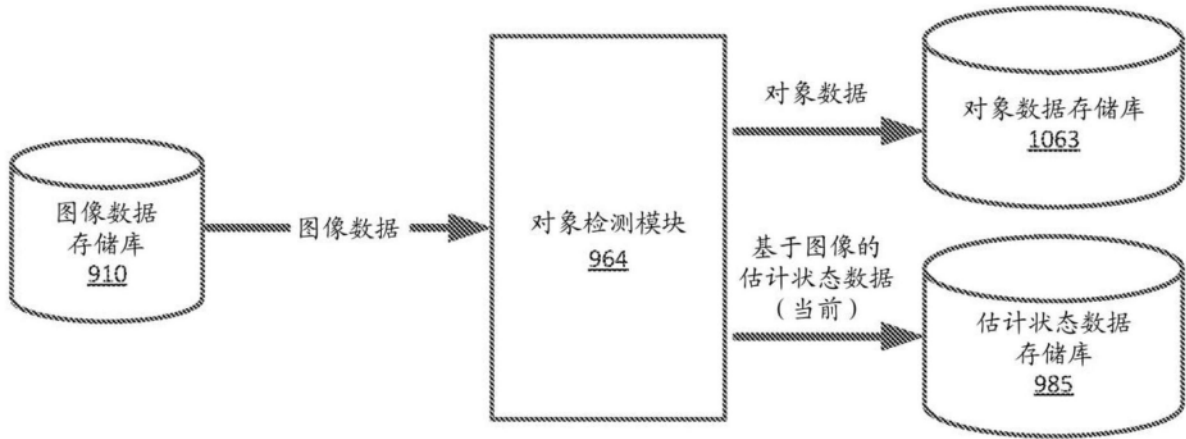 图像数据
存储库
910
图像数据
对象检测模块
964
对象数据
对象数据存储库
1063
基于图像的
估计状态数据
（当前）
估计状态数据
存储库
985